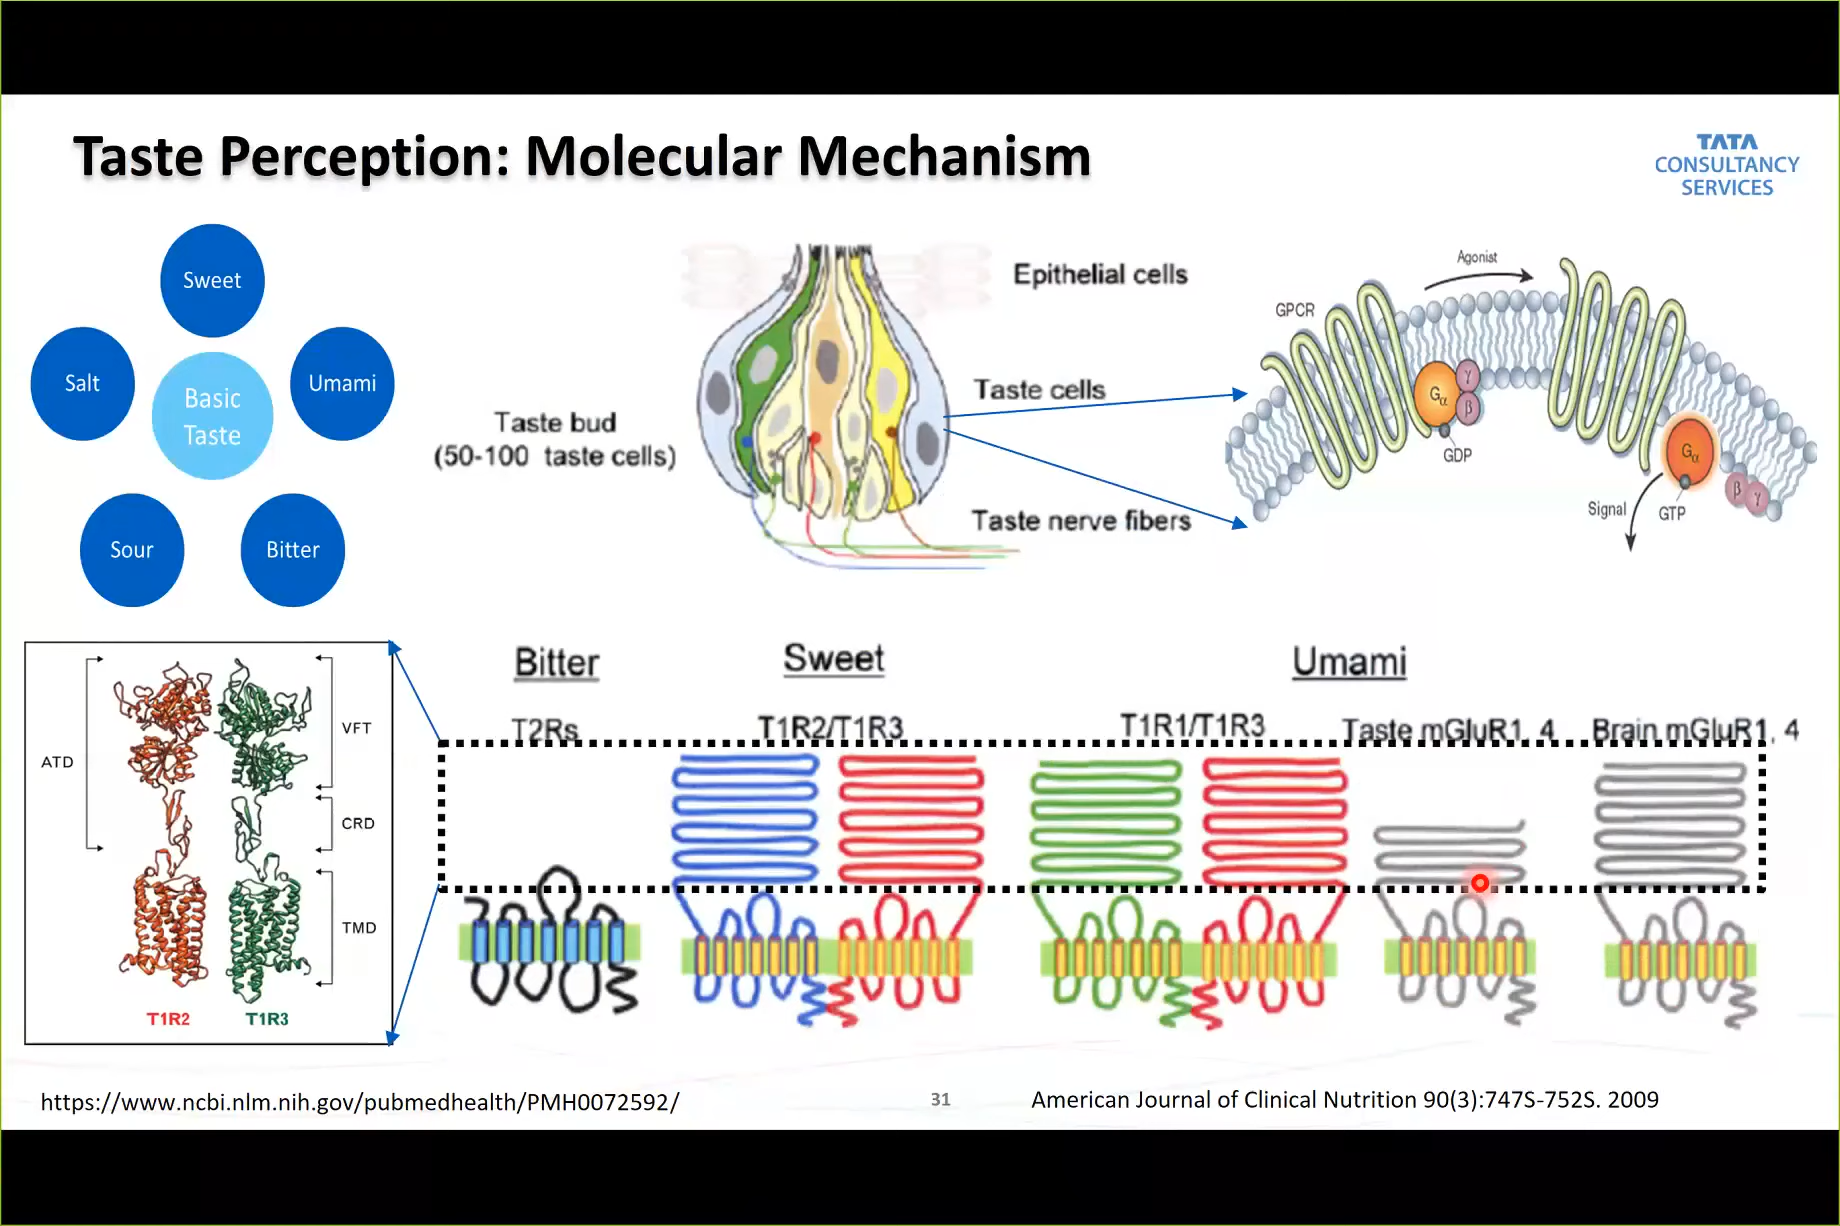 Taste Perception: Molecular Mechanism
TATA
CONSULTANCY
SERVICES
Sweet
Salt
Umami
Basic
Taste
Sour
Bitter
Taste bud
(50-100 taste cells)
Epithelial cells
Taste cells
Taste nerve fibers
Agonist
GPCR
Gα
γ
β
GDP
Gα
β
γ
Signal
GTP
ATD
VFT
CRD
TMD
T1R2
T1R3
Bitter
Sweet
Umami
T2Rs
T1R2/T1R3
T1R1/T1R3
Taste mGluR1, 4
Brain mGluR1, 4
https://www.ncbi.nlm.nih.gov/pubmedhealth/PMH0072592/
31
American Journal of Clinical Nutrition 90(3):747S-752S. 2009